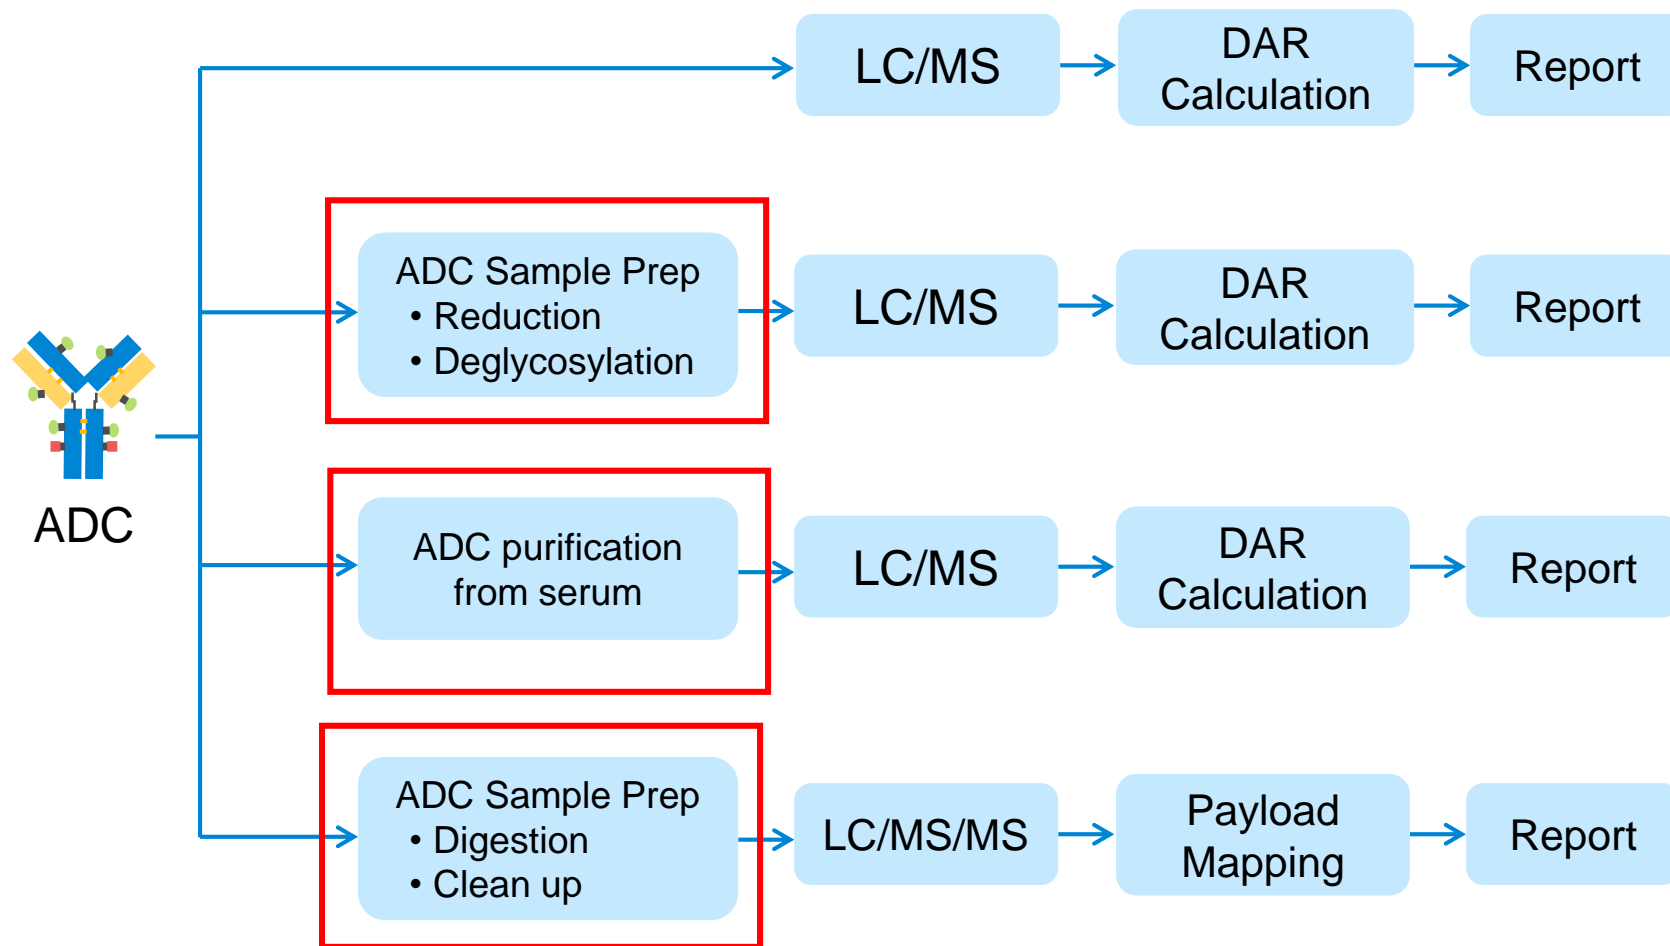 LC/MS
DAR
Calculation
Report
ADC Sample Prep
• Reduction
• Deglycosylation
LC/MS
DAR
Calculation
Report
ADC
ADC purification
from serum
LC/MS
DAR
Calculation
Report
ADC Sample Prep
• Digestion
• Clean up
LC/MS/MS
Payload
Mapping
Report